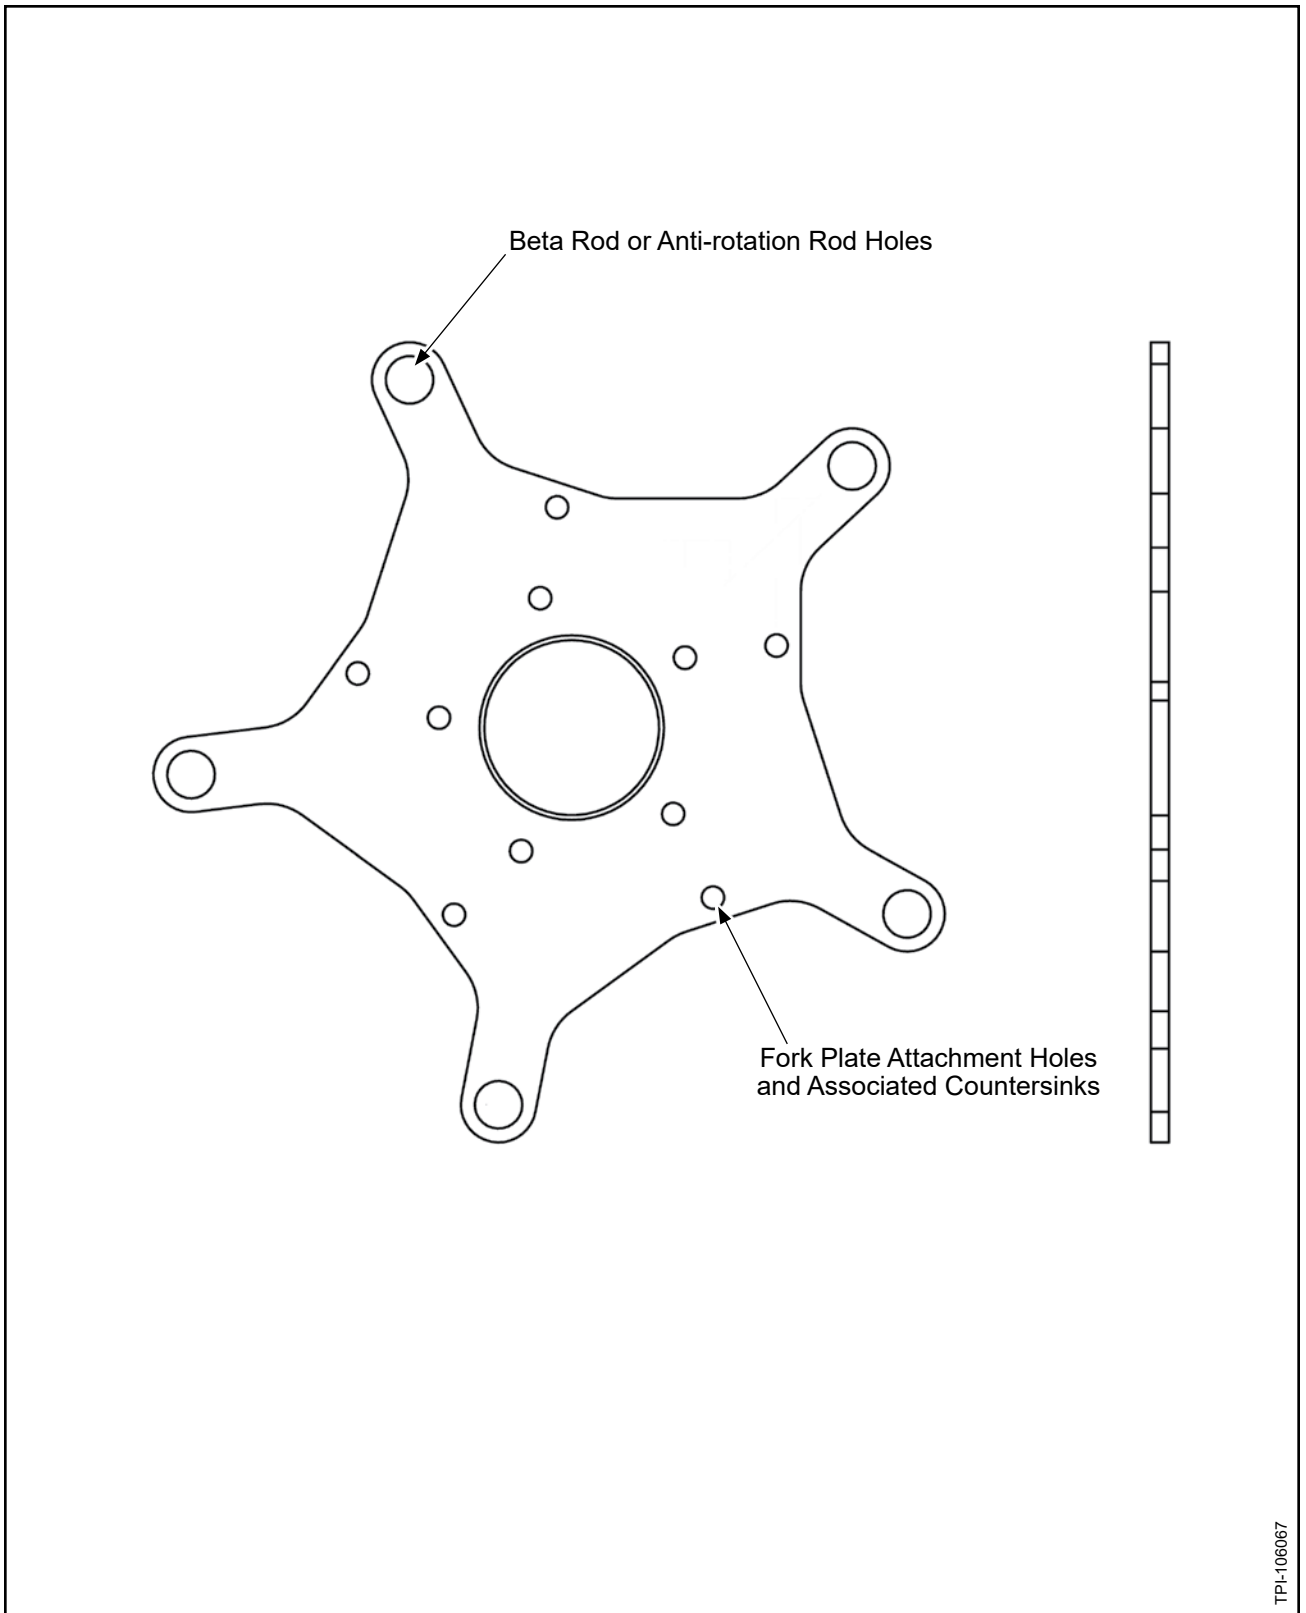 Beta Rod or Anti-rotation Rod Holes
Fork Plate Attachment Holes
and Associated Countersinks
TPI-106067